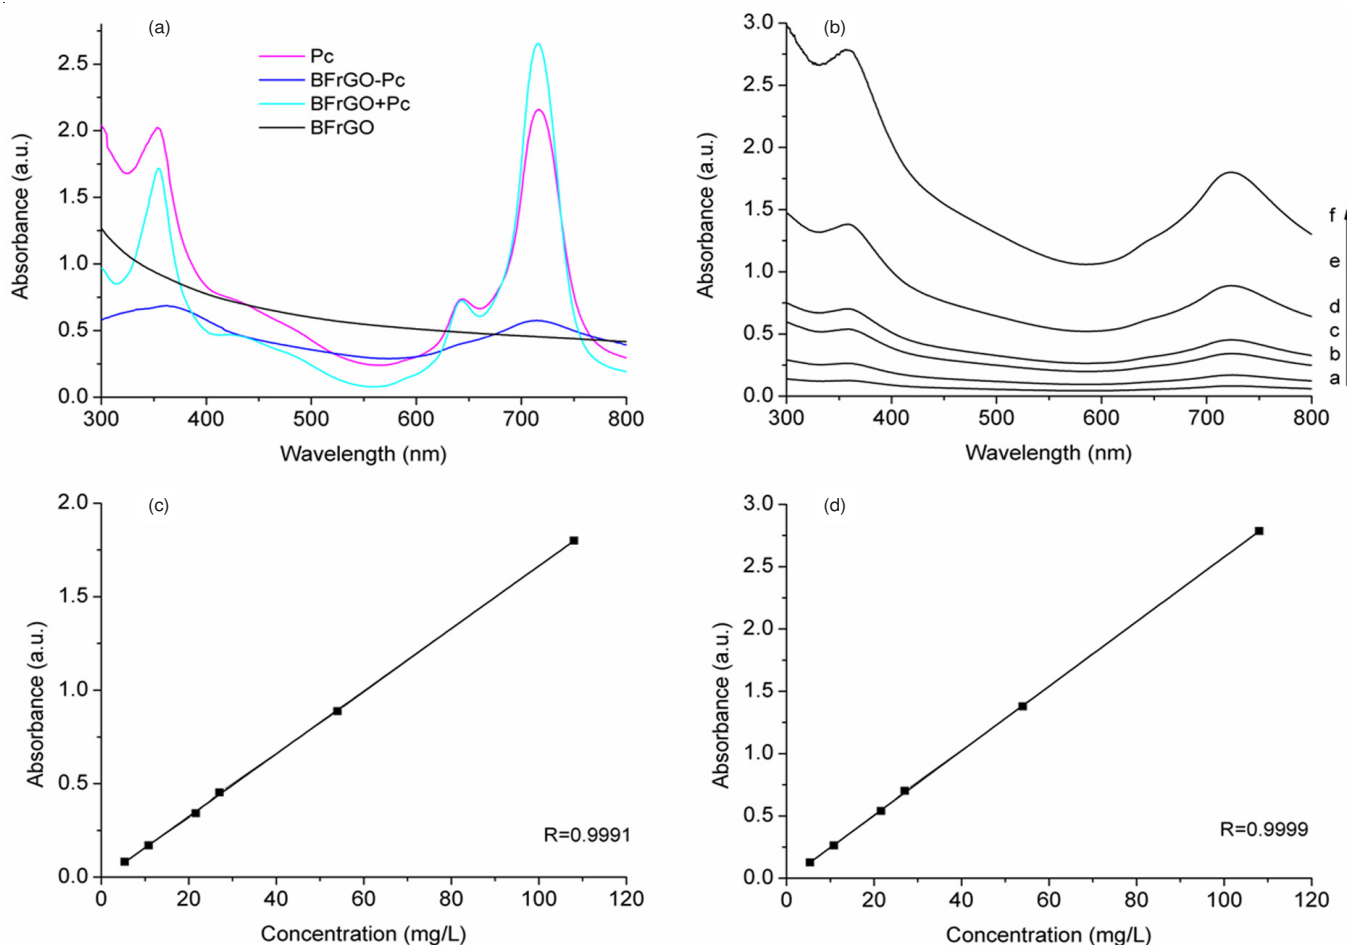 (a)
Pc
BFrGO-Pc
BFrGO+Pc
BFrGO
Absorbance (a.u.)
2.5
2.0
1.5
1.0
0.5
0.0
300 400 500 600 700 800
Wavelength (nm)
(b)
Absorbance (a.u.)
3.0
2.5
2.0
1.5
1.0
0.5
0.0
f
e
d
c
b
a
300 400 500 600 700 800
Wavelength (nm)
(c)
Absorbance (a.u.)
2.0
1.5
1.0
0.5
0.0
R=0.9991
0 20 40 60 80 100 120
Concentration (mg/L)
(d)
Absorbance (a.u.)
3.0
2.5
2.0
1.5
1.0
0.5
0.0
R=0.9999
0 20 40 60 80 100 120
Concentration (mg/L)